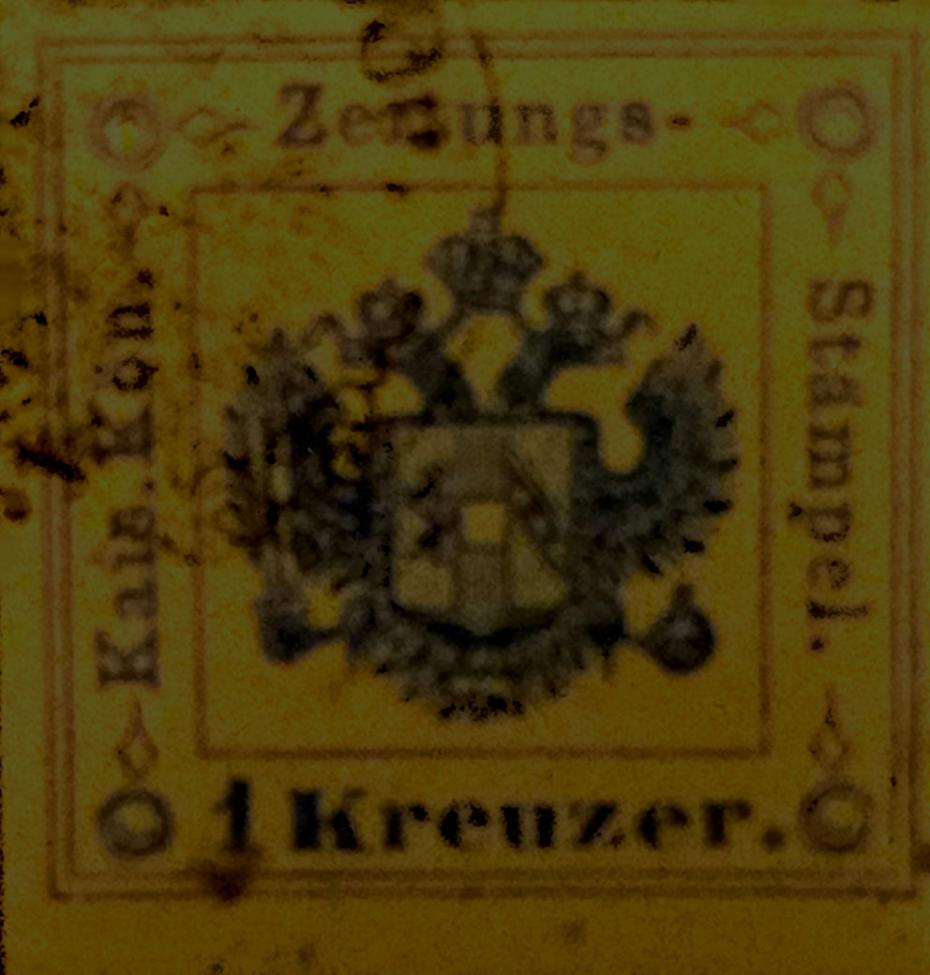 Zeitungs-
Stämpel.
Kais. Kön.
1 Kreuzer.